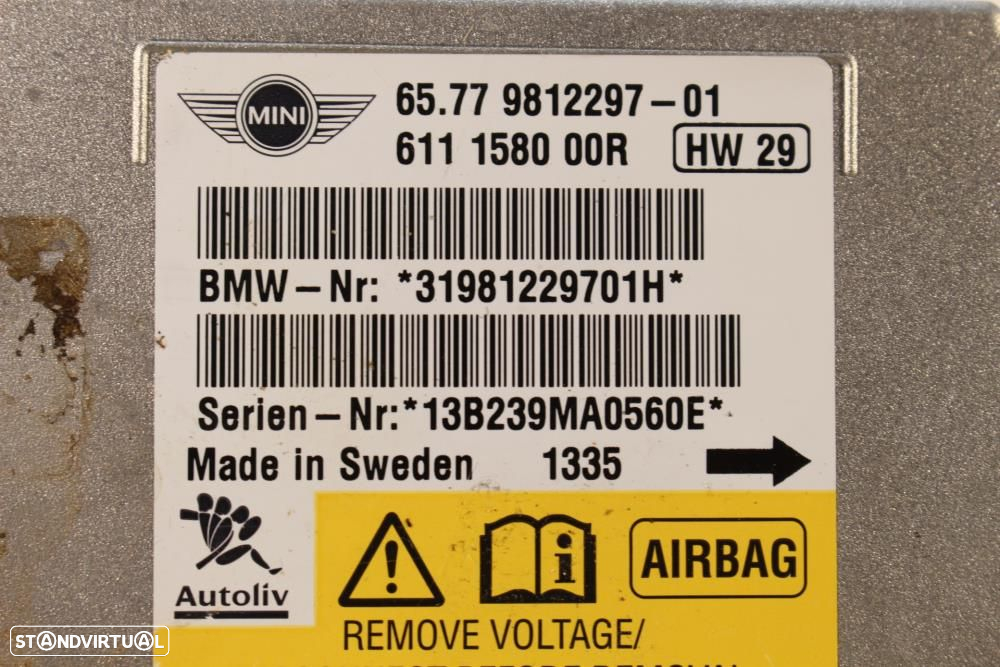 MINI
65.77 9812297-01
611 1580 00R HW 29
BMW-Nr: *31981229701H*
Serien-Nr:*13B239MA0560E*
Made in Sweden 1335
Autoliv
AIRBAG
REMOVE VOLTAGE/
BEFORE
STANDVIRTUAL